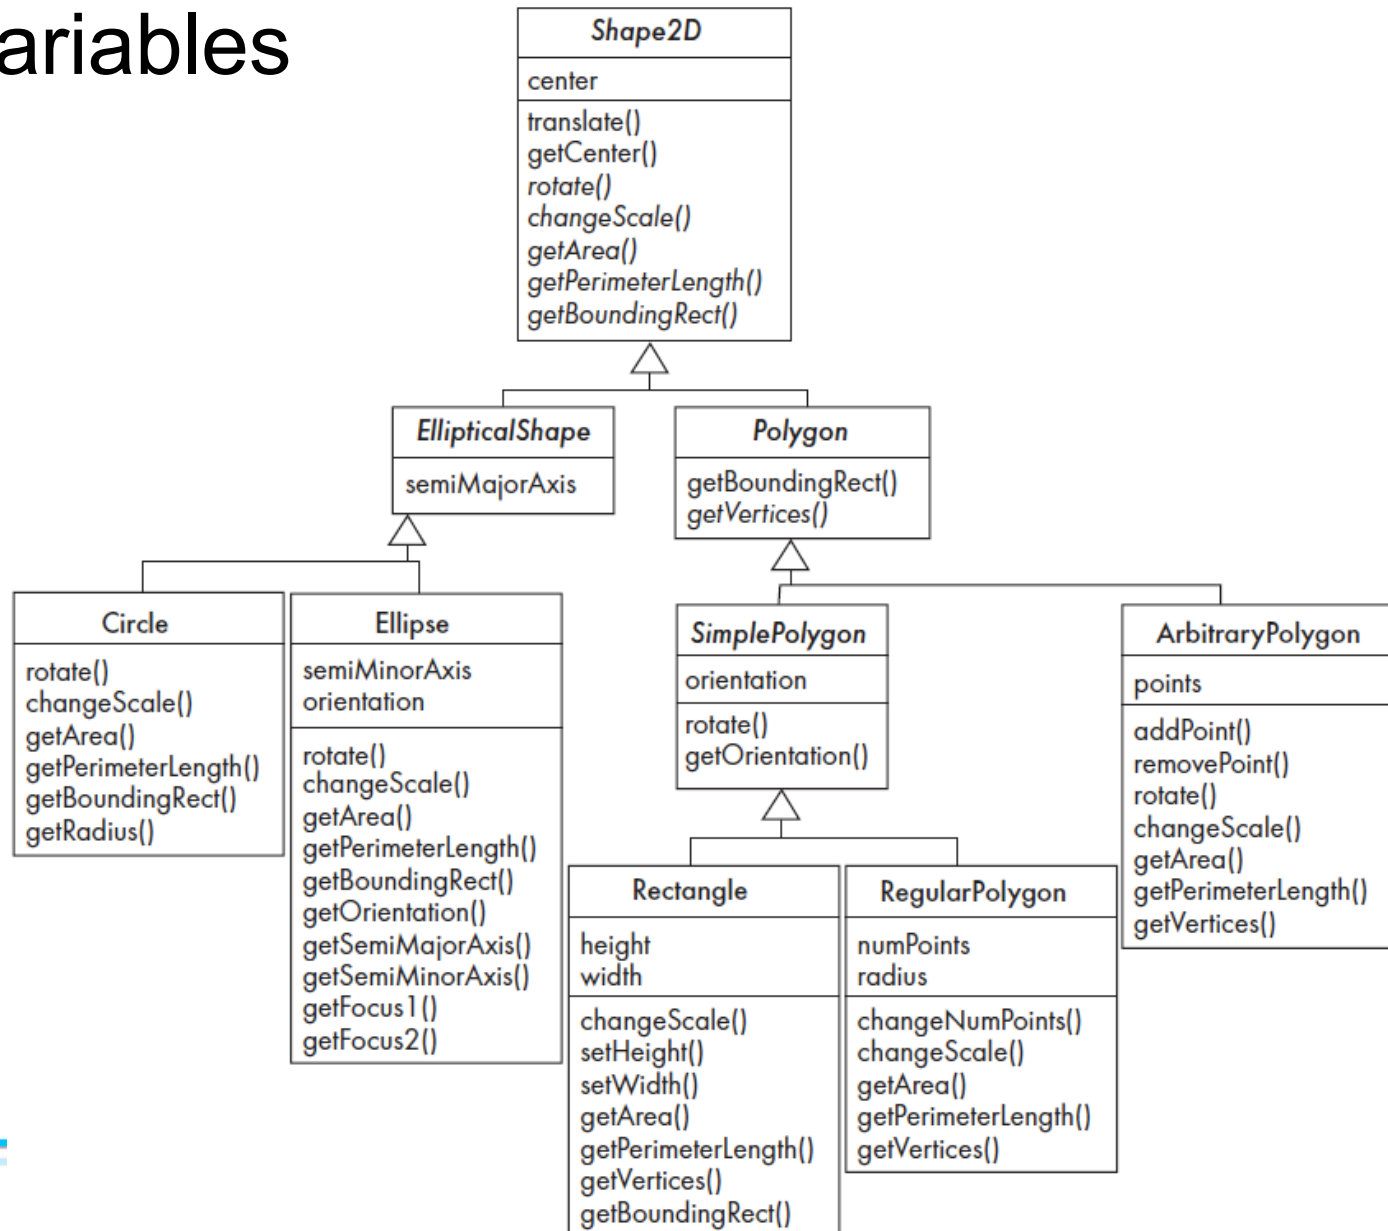 ariables
Shape2D
center
translate()
getCenter()
rotate()
changeScale()
getArea()
getPerimeterLength()
getBoundingRect()
EllipticalShape
semiMajorAxis
Polygon
getBoundingRect()
getVertices()
Circle
rotate()
changeScale()
getArea()
getPerimeterLength()
getBoundingRect()
getRadius()
Ellipse
semiMinorAxis
orientation
rotate()
changeScale()
getArea()
getPerimeterLength()
getBoundingRect()
getOrientation()
getSemiMajorAxis()
getSemiMinorAxis()
getFocus1()
getFocus2()
SimplePolygon
orientation
rotate()
getOrientation()
ArbitraryPolygon
points
addPoint()
removePoint()
rotate()
changeScale()
getArea()
getPerimeterLength()
getVertices()
Rectangle
height
width
changeScale()
setHeight()
setWidth()
getArea()
getPerimeterLength()
getVertices()
getBoundingRect()
RegularPolygon
numPoints
radius
changeNumPoints()
changeScale()
getArea()
getPerimeterLength()
getVertices()